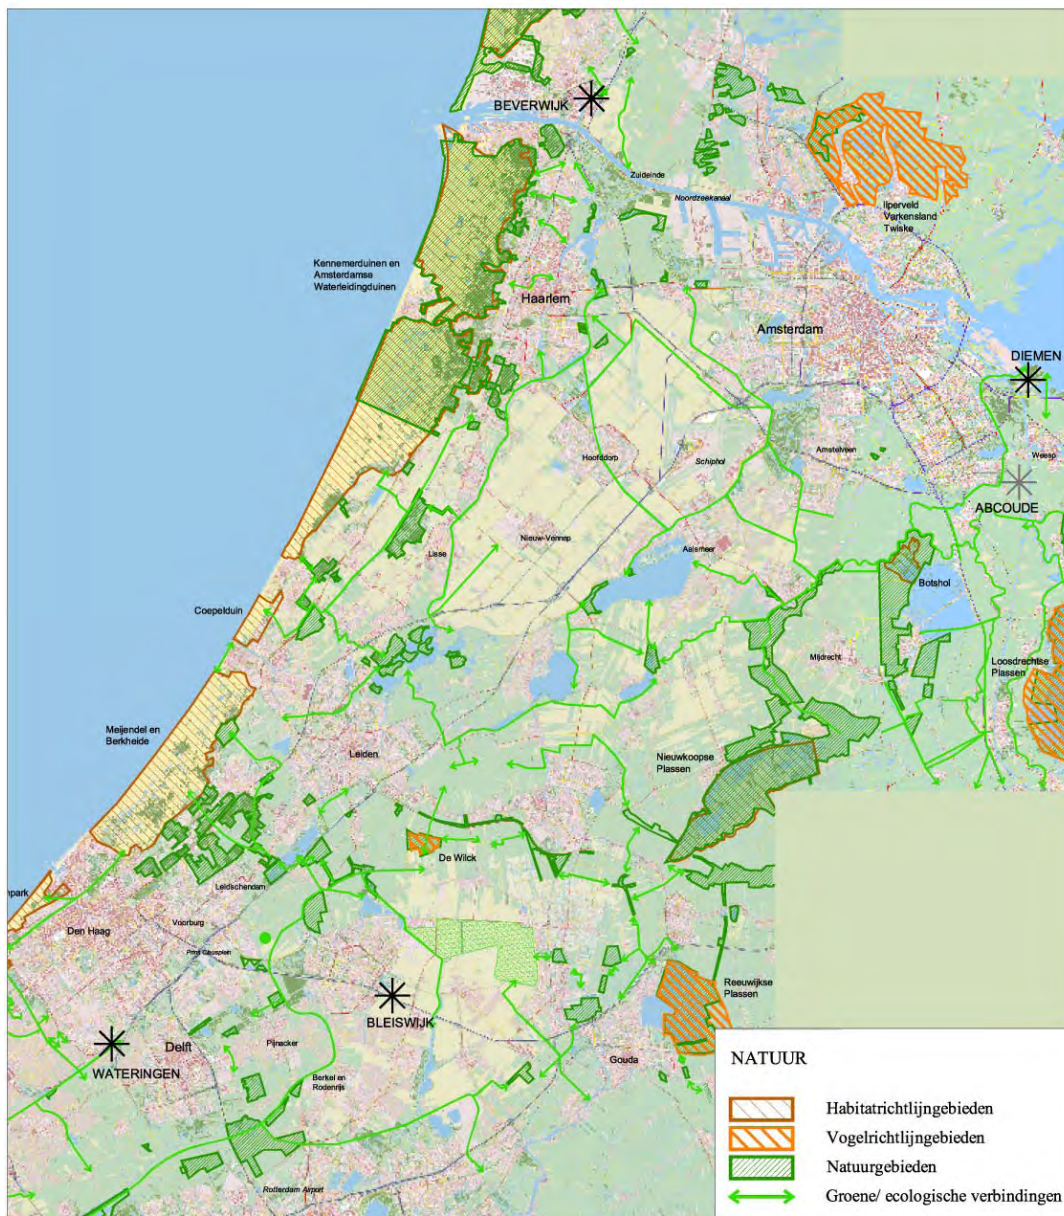 BEVERWIJK
Zuideinde
Noordzeekanaal
Ilperveld
Varkensland
Twiske
Kennemerduinen en
Amsterdamse
Waterleidingduinen
Haarlem
Amsterdam
DIEMEN
Hoofddorp
Schiphol
Amstelveen
Weesp
ABCOUDE
Lisse
Nieuw-Vennep
Aalsmeer
Botshol
Coepelduin
Mijdrecht
Loosdrechtse
Plassen
Meijendel en
Berkheide
Leiden
Nieuwkoopse
Plassen
De Wilck
npark
Leidschendam
Den Haag
Voorburg
Prins Clausplein
Reeuwijkse
Plassen
BLEISWIJK
Delft
WATERINGEN
Pijnacker
Gouda
Berkel en
Rodenrijs
Rotterdam Airport
NATUUR
Habitatrichtlijngebieden
Vogelrichtlijngebieden
Natuurgebieden
Groene/ ecologische verbindingen